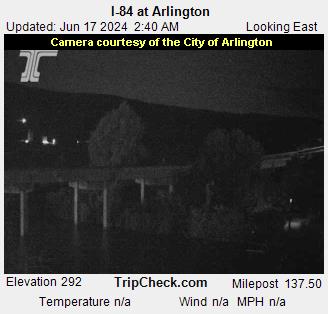 I-84 at Arlington
Updated: Jun 17 2024 2:40 AM Looking East
Camera courtesy of the City of Arlington
Elevation 292 TripCheck.com Milepost 137.50
Temperature n/a Wind n/a MPH n/a